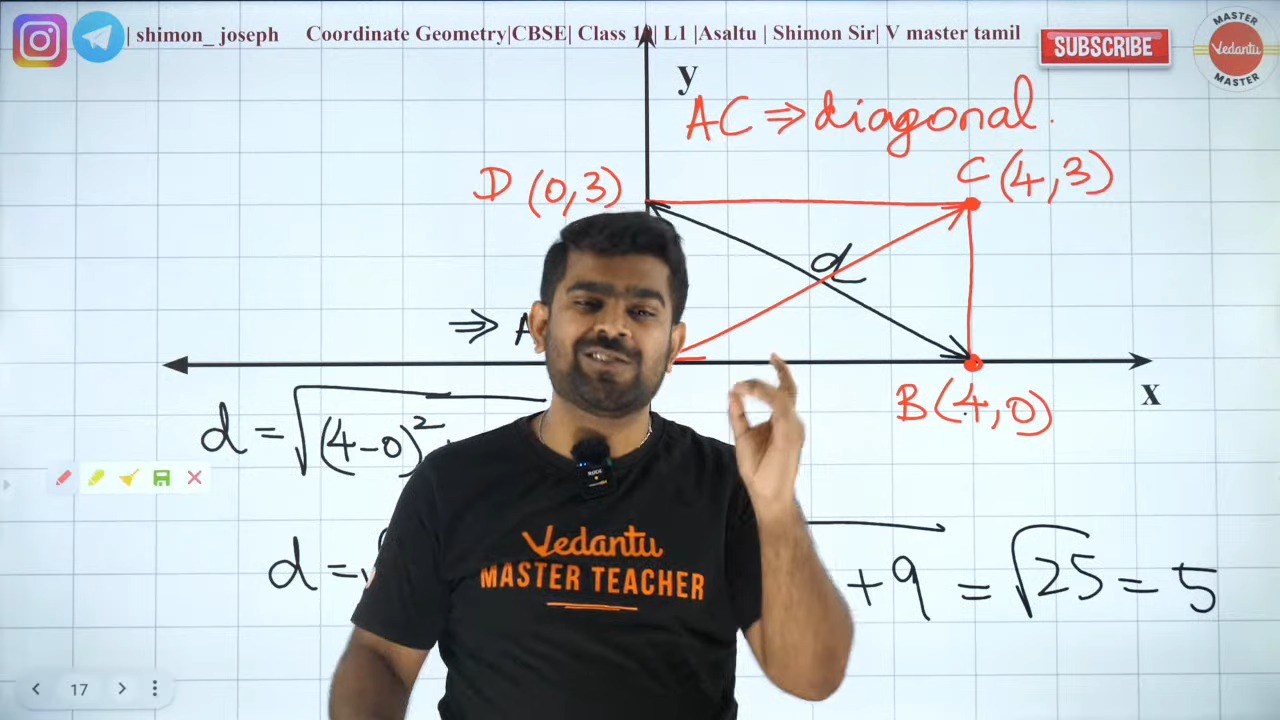 | shimon_ joseph Coordinate Geometry|CBSE| Class 10| L1 |Asaltu | Shimon Sir| V master tamil
SUBSCRIBE
MASTER
Vedantu
MASTER
y
AC ⇒ diagonal.
D (0,3)
C (4,3)
d
⇒ A
x
B(4,0)
d = √(4-0)²
d = √
+9 = √25 = 5
Vedantu
MASTER TEACHER
17